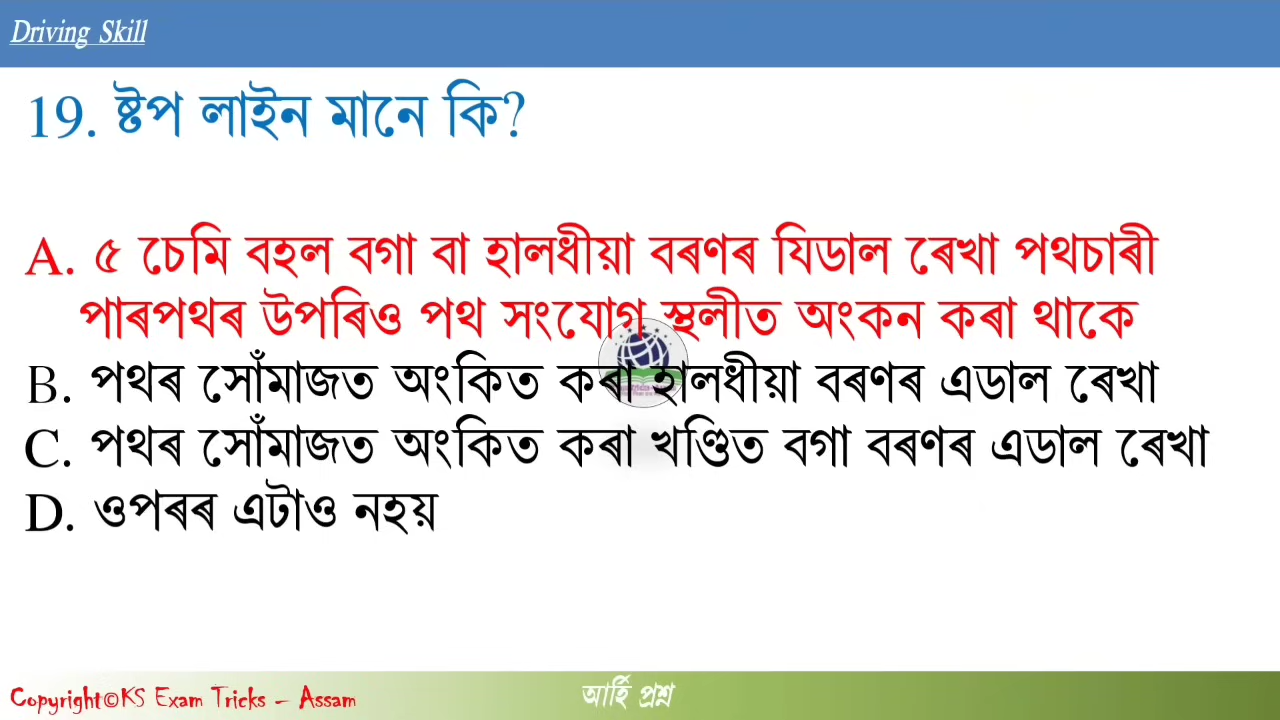 Driving Skill
19. ষ্টপ লাইন মানে কি?
A. ৫ চেমি বহল বগা বা হালধীয়া বৰণৰ যিডাল ৰেখা পথচাৰী
পাৰপথৰ উপৰিও পথ সংযোগ স্থলীত অংকন কৰা থাকে
B. পথৰ সোঁমাজত অংকিত কৰা হালধীয়া বৰণৰ এডাল ৰেখা
C. পথৰ সোঁমাজত অংকিত কৰা খণ্ডিত বগা বৰণৰ এডাল ৰেখা
D. ওপৰৰ এটাও নহয়
Copyright©KS Exam Tricks – Assam
আৰ্হি প্ৰশ্ন